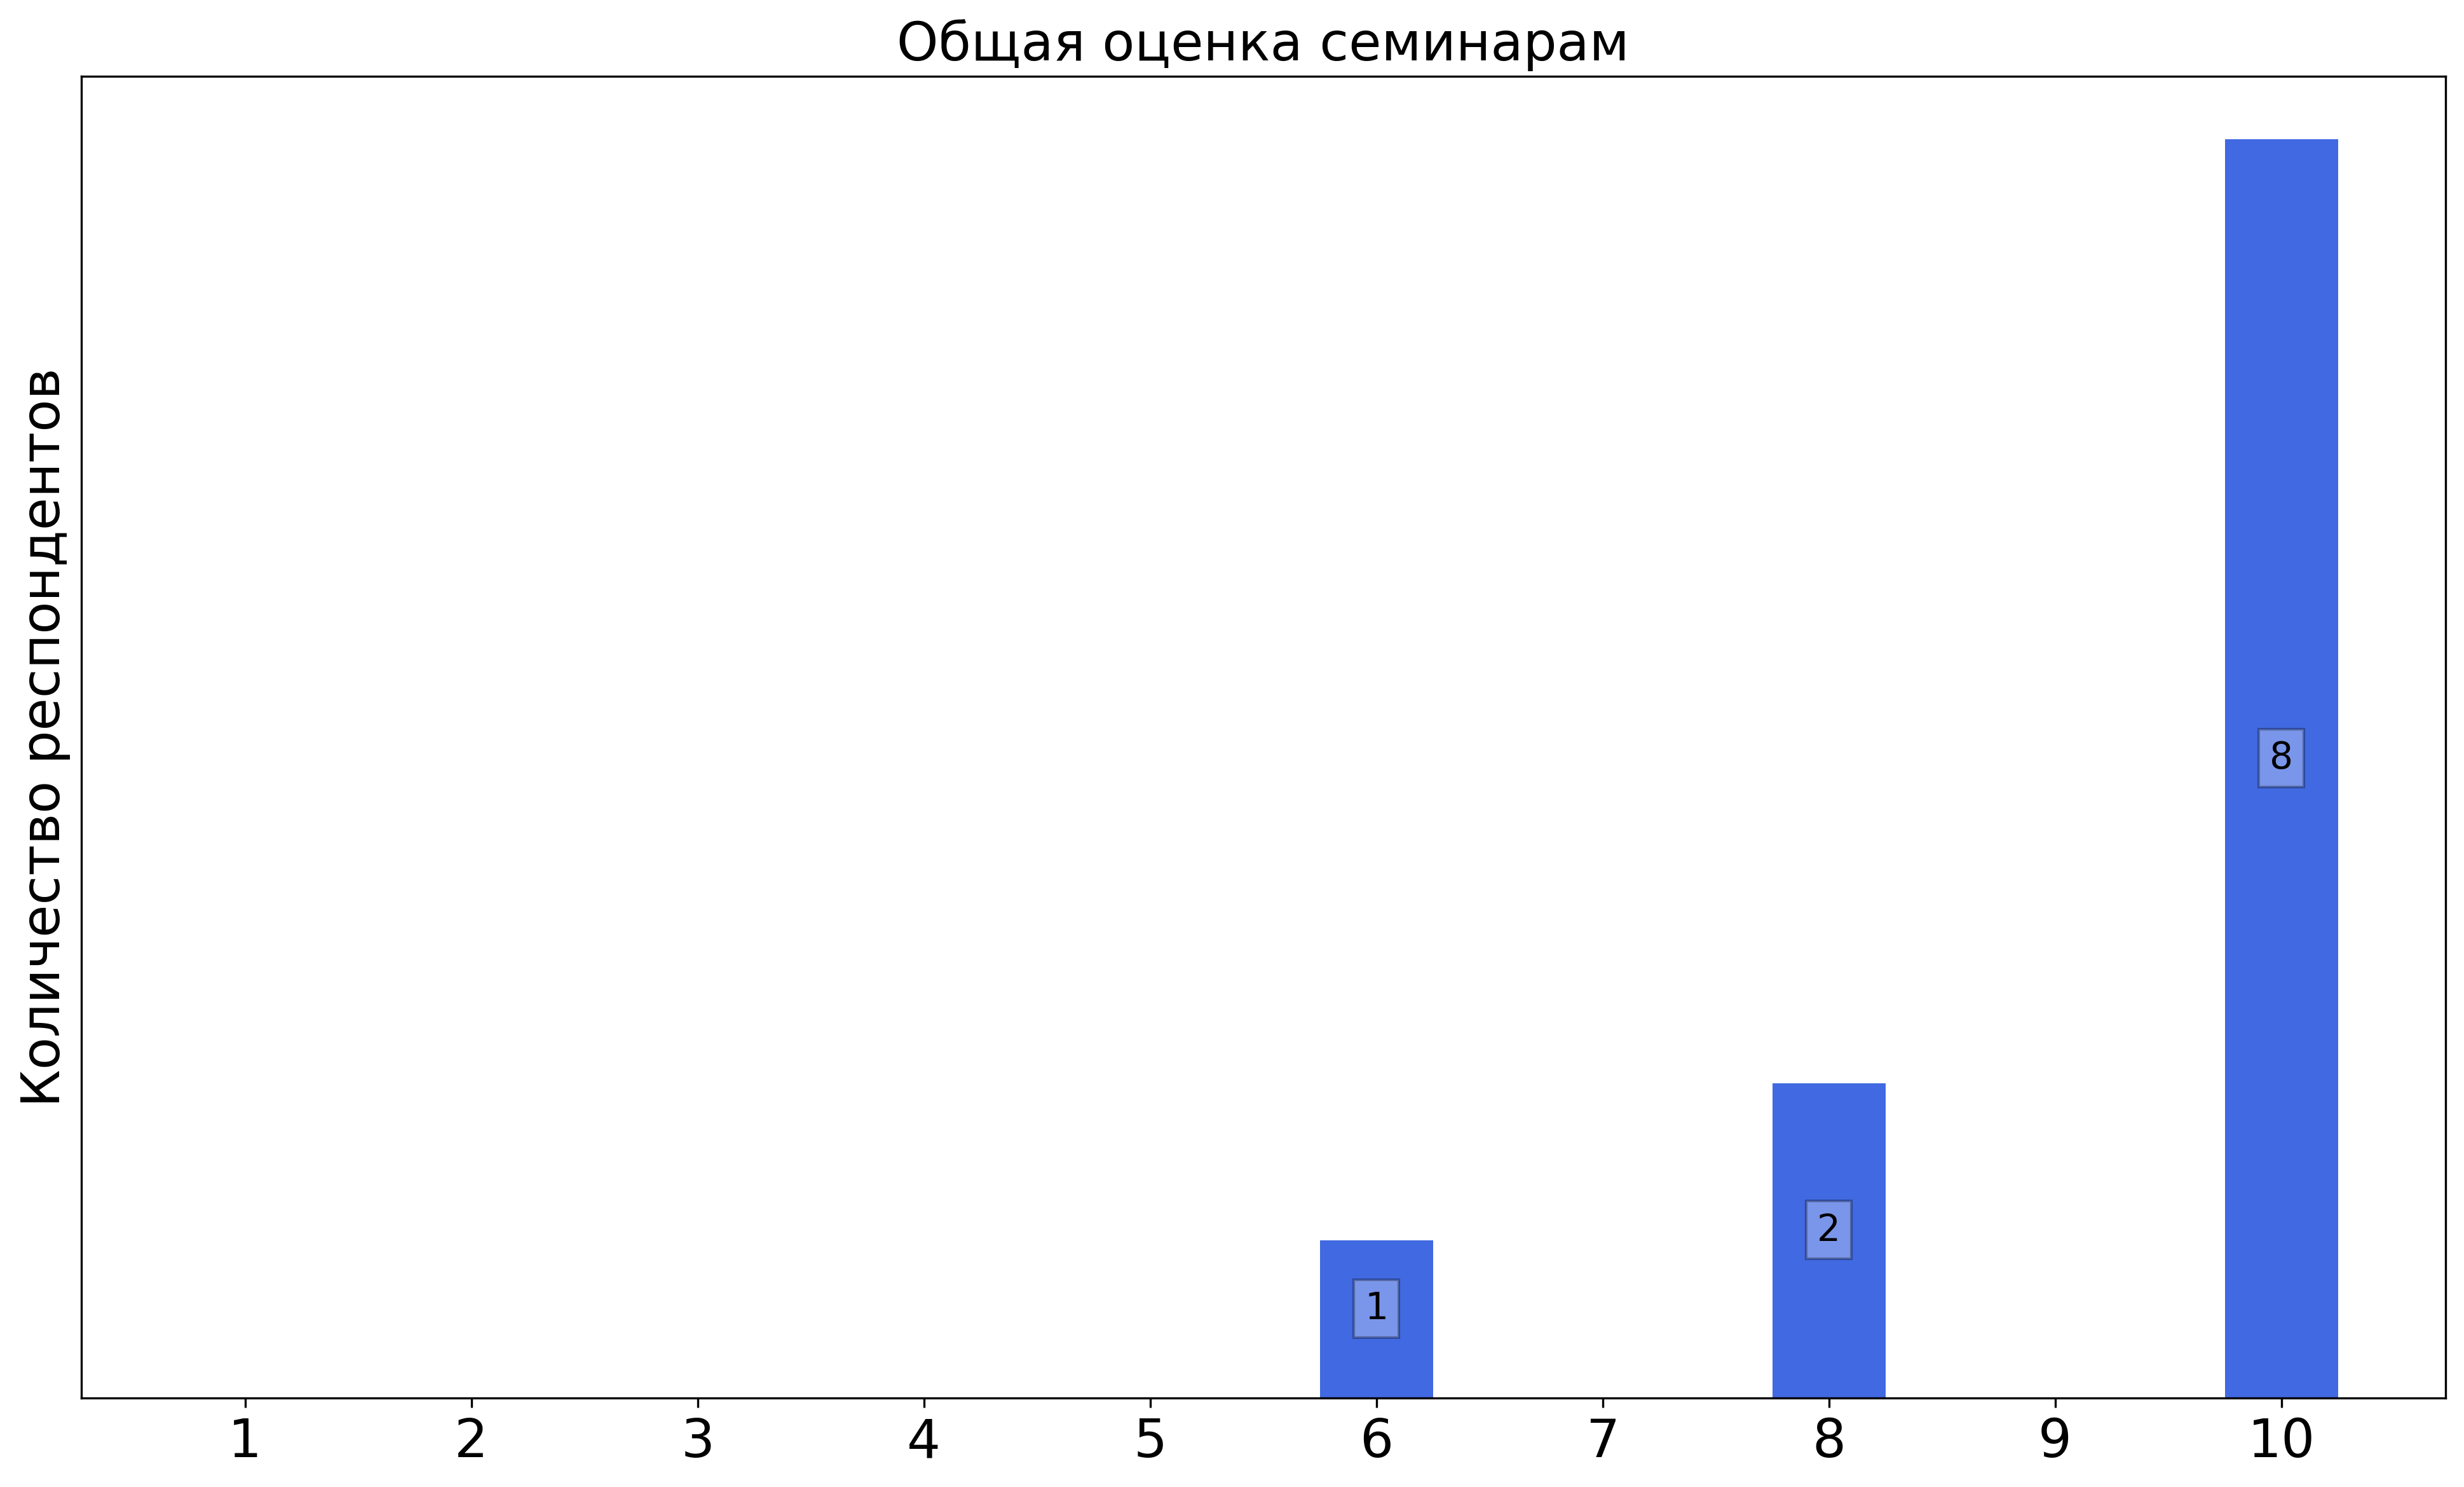 Общая оценка семинарам
Количество респондентов
8
2
1
1 2 3 4 5 6 7 8 9 10